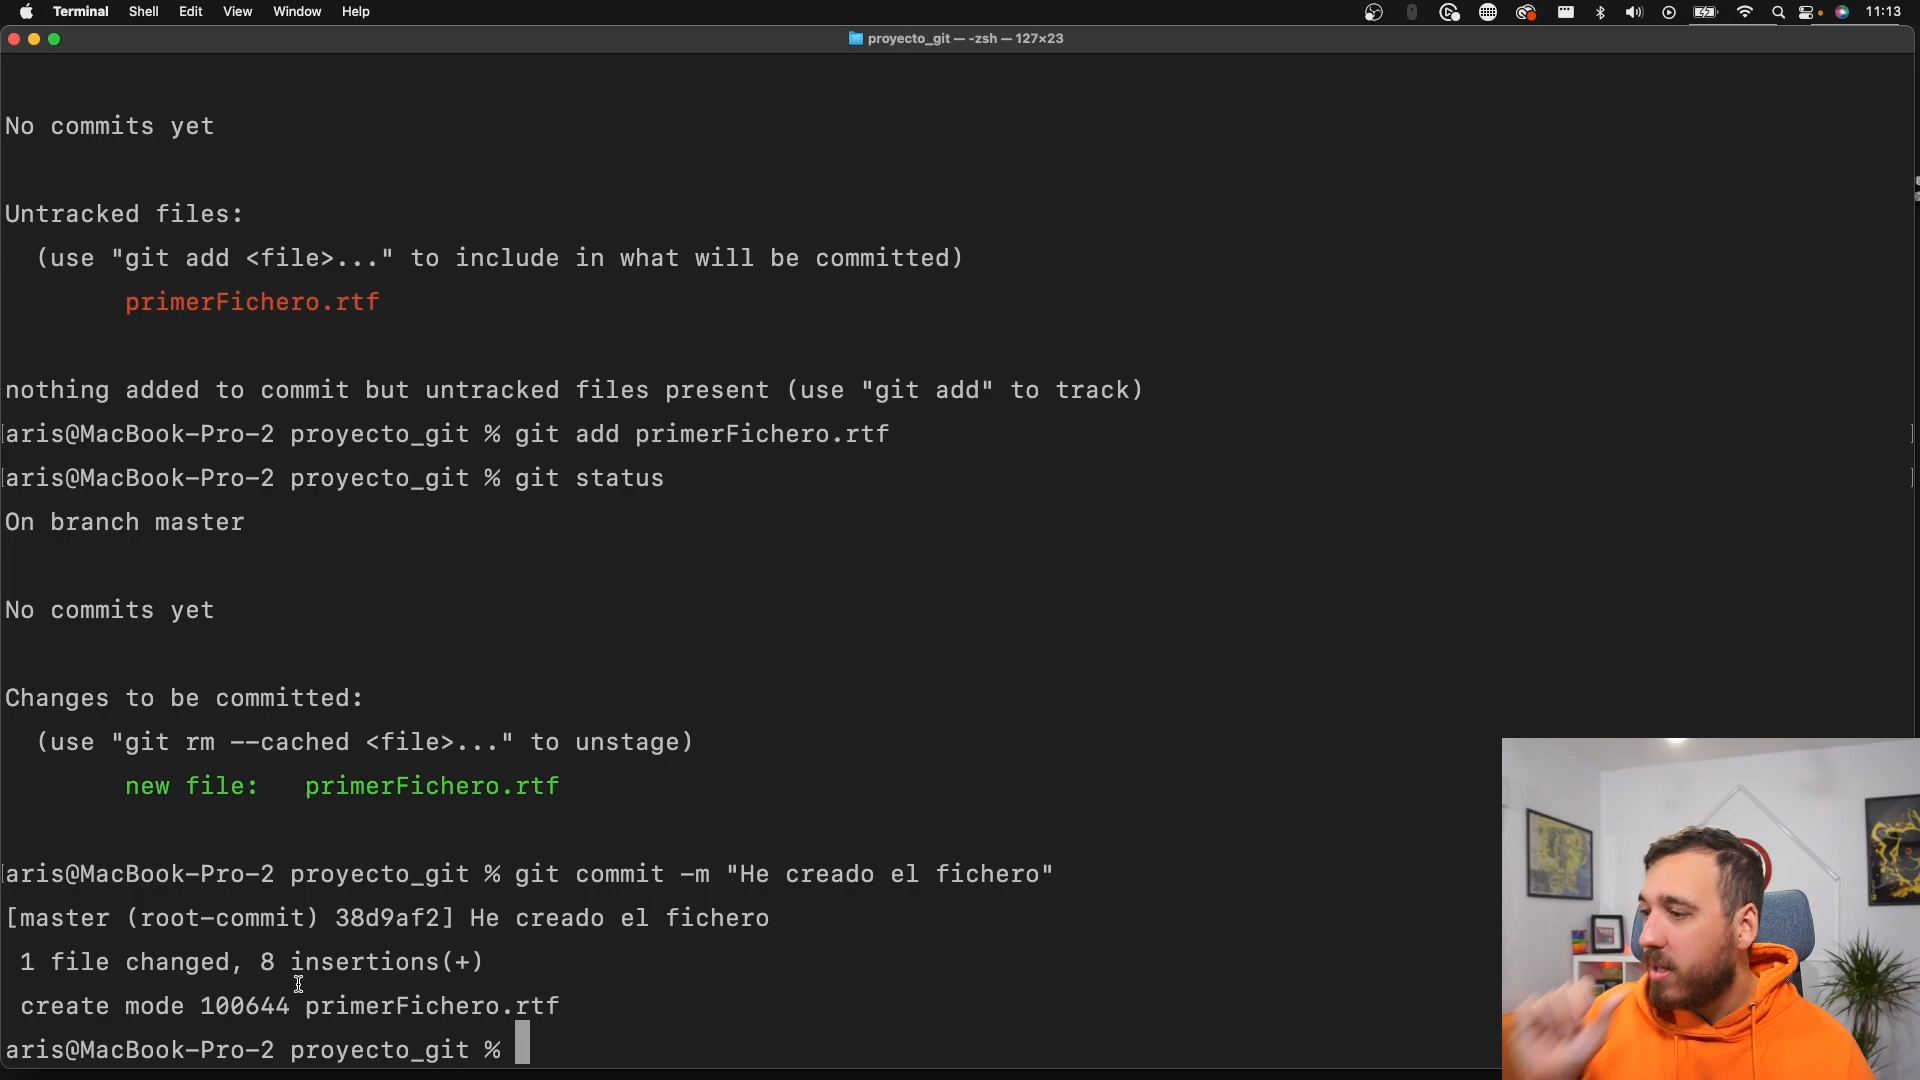 Terminal Shell Edit View Window Help 11:13
proyecto_git — -zsh — 127×23
No commits yet
Untracked files:
(use "git add <file>..." to include in what will be committed)
primerFichero.rtf
nothing added to commit but untracked files present (use "git add" to track)
[aris@MacBook-Pro-2 proyecto_git % git add primerFichero.rtf ]
[aris@MacBook-Pro-2 proyecto_git % git status ]
On branch master
No commits yet
Changes to be committed:
(use "git rm --cached <file>..." to unstage)
new file: primerFichero.rtf
[aris@MacBook-Pro-2 proyecto_git % git commit -m "He creado el fichero"
[master (root-commit) 38d9af2] He creado el fichero
1 file changed, 8 insertions(+)
create mode 100644 primerFichero.rtf
aris@MacBook-Pro-2 proyecto_git %